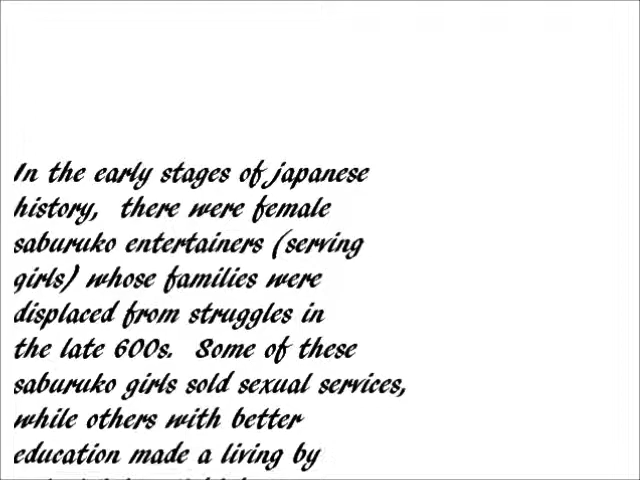 In the early stages of japanese
history, there were female
saburuko entertainers (serving
girls) whose families were
displaced from struggles in
the late 600s. Some of these
saburuko girls sold sexual services,
while others with better
education made a living by